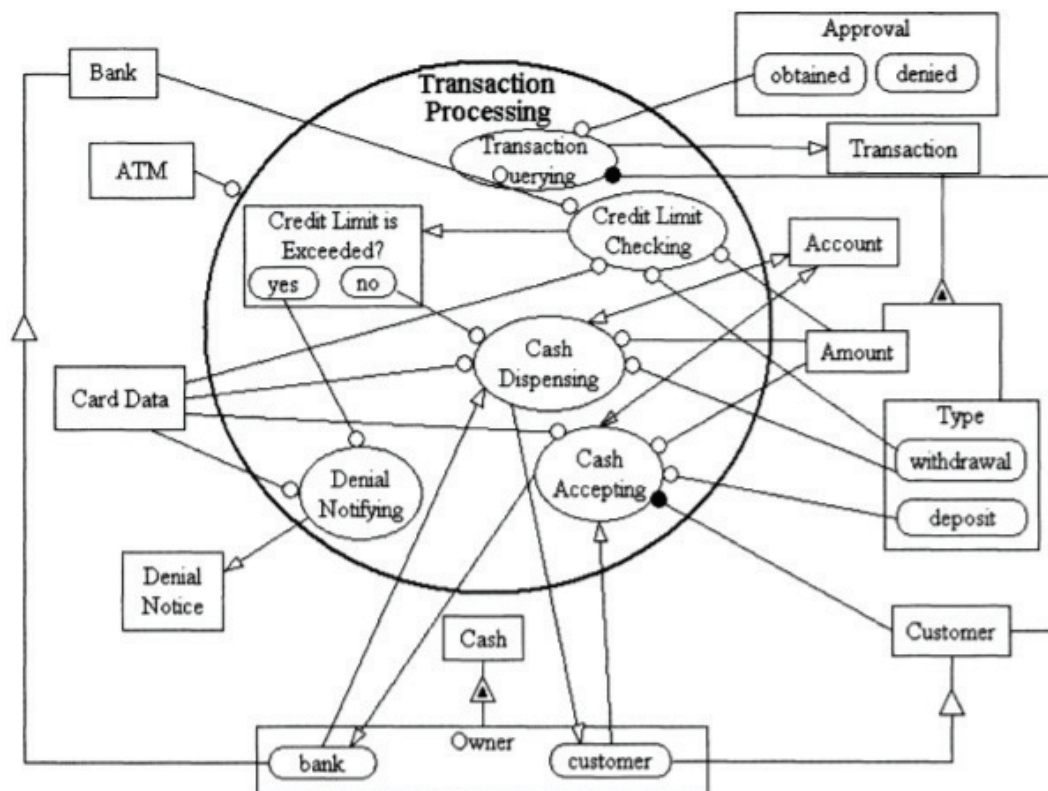 Approval
obtained
denied
Bank
Transaction
Processing
Transaction
Querying
Transaction
ATM
Credit Limit is
Exceeded?
yes
no
Credit Limit
Checking
Account
Cash
Dispensing
Amount
Card Data
Type
withdrawal
deposit
Cash
Accepting
Denial
Notifying
Denial
Notice
Cash
Customer
Owner
bank
customer